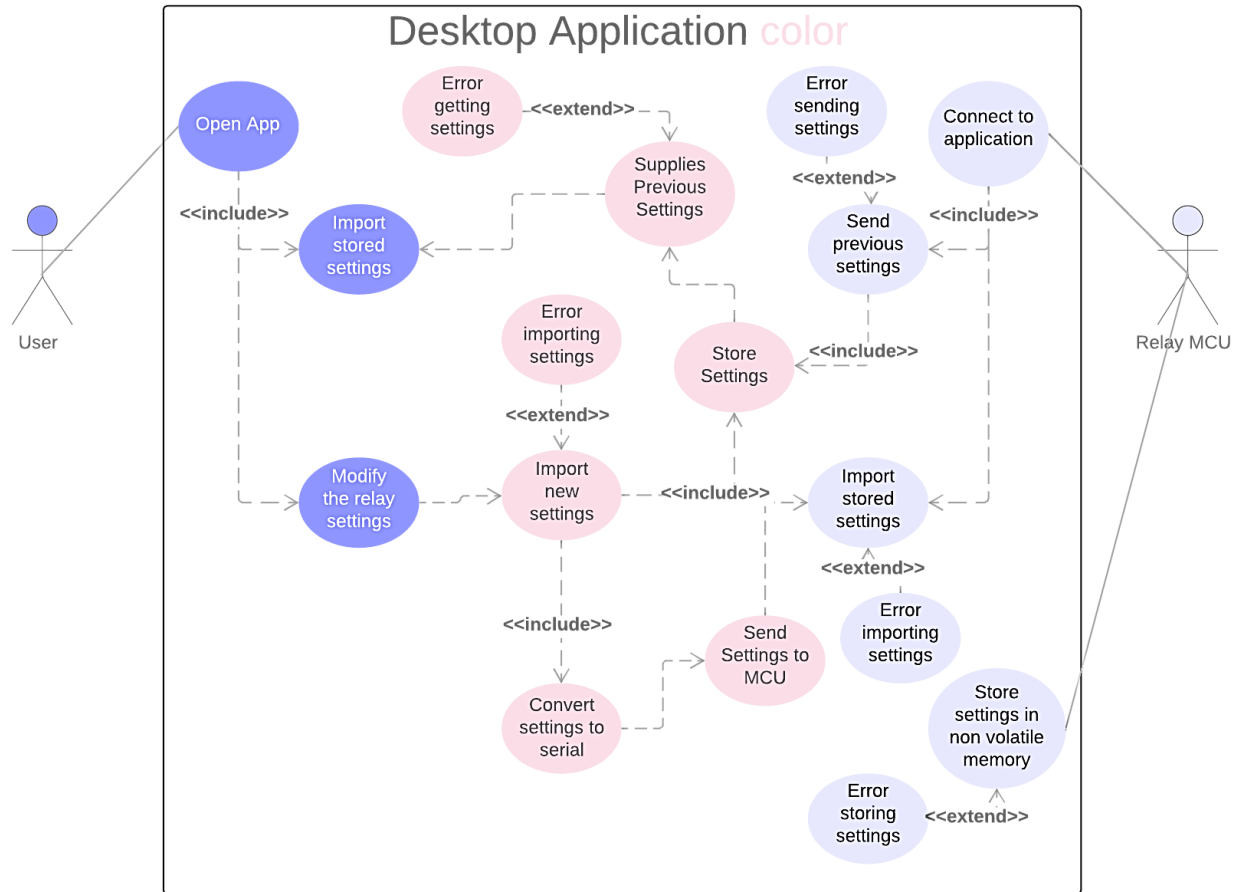 Desktop Application color
Error
getting
settings
<<extend>>
Error
sending
settings
Connect to
application
Open App
Supplies
Previous
Settings
<<extend>>
<<include>>
Import
stored
settings
Send
previous
settings
<<include>>
User
Relay MCU
Error
importing
settings
Store
Settings
<<include>>
<<extend>>
Modify
the relay
settings
Import
new
settings
<<include>>
Import
stored
settings
<<extend>>
<<include>>
Error
importing
settings
Send
Settings to
MCU
Convert
settings to
serial
Store
settings in
non volatile
memory
Error
storing
settings
<<extend>>